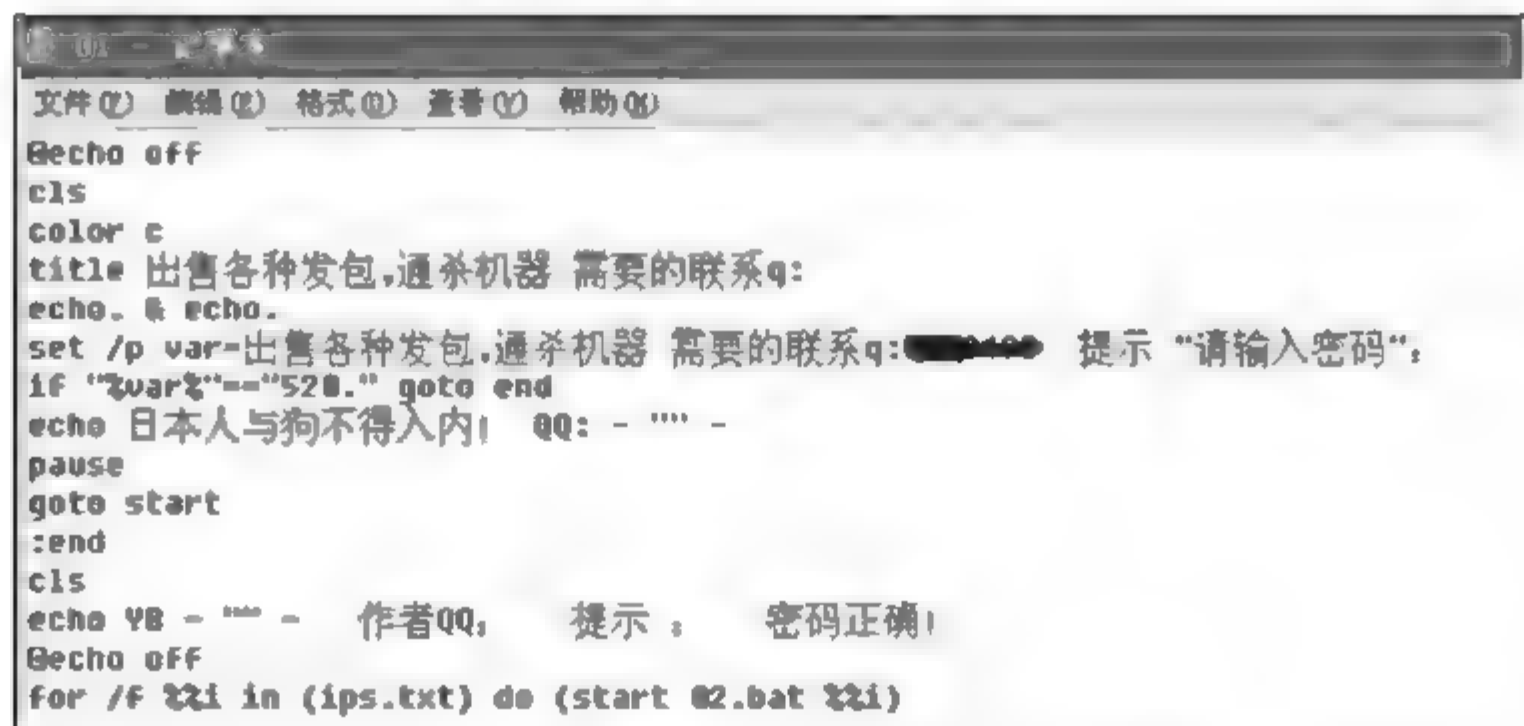 01 - 记事本
文件(F) 编辑(E) 格式(O) 查看(V) 帮助(H)
@echo off
cls
color c
title 出售各种发包,通杀机器 需要的联系q:
echo. & echo.
set /p var=出售各种发包,通杀机器 需要的联系q: 提示 "请输入密码":
if "%var%"=="520." goto end
echo 日本人与狗不得入内! QQ: - "" -
pause
goto start
:end
cls
echo YB - "" - 作者QQ: 提示 : 密码正确!
@echo off
for /f %%i in (ips.txt) do (start 02.bat %%i)